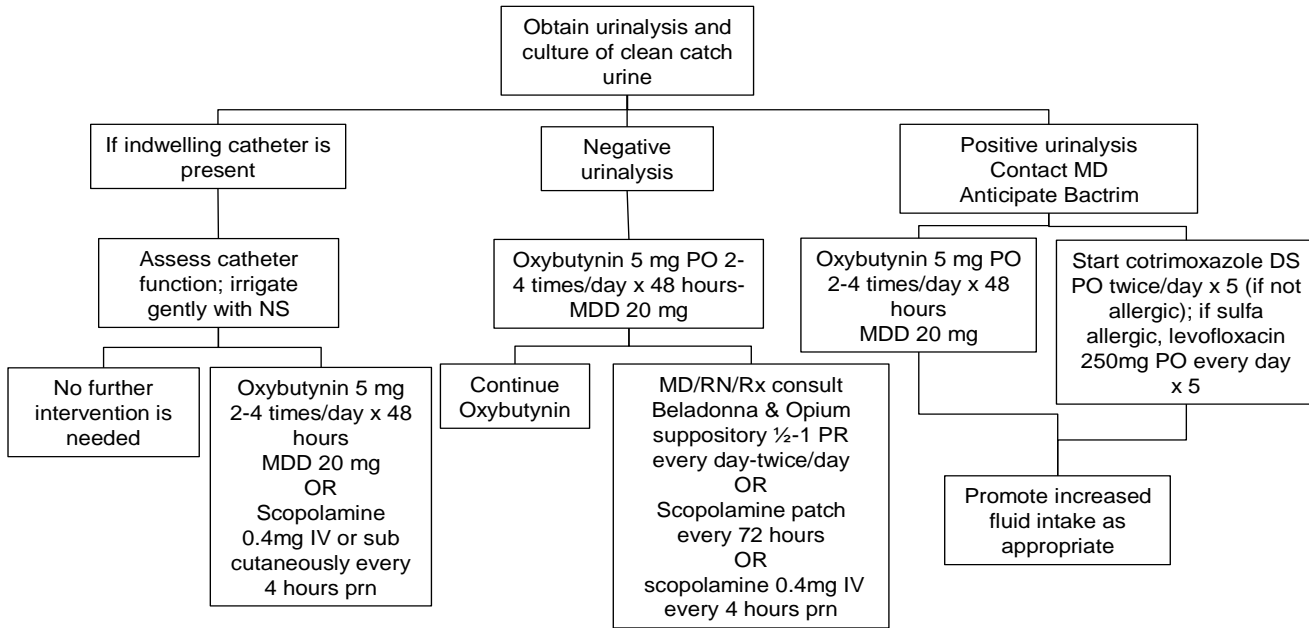 Obtain urinalysis and
culture of clean catch
urine
If indwelling catheter is
present
Negative
urinalysis
Positive urinalysis
Contact MD
Anticipate Bactrim
Assess catheter
function; irrigate
gently with NS
Oxybutynin 5 mg PO 2-
4 times/day x 48 hours-
MDD 20 mg
Oxybutynin 5 mg PO
2-4 times/day x 48
hours
MDD 20 mg
Start cotrimoxazole DS
PO twice/day x 5 (if not
allergic); if sulfa
allergic, levofloxacin
250mg PO every day
x 5
No further
intervention is
needed
Oxybutynin 5 mg
2-4 times/day x 48
hours
MDD 20 mg
OR
Scopolamine
0.4mg IV or sub
cutaneously every
4 hours prn
Continue
Oxybutynin
MD/RN/Rx consult
Beladonna & Opium
suppository ½-1 PR
every day-twice/day
OR
Scopolamine patch
every 72 hours
OR
scopolamine 0.4mg IV
every 4 hours prn
Promote increased
fluid intake as
appropriate